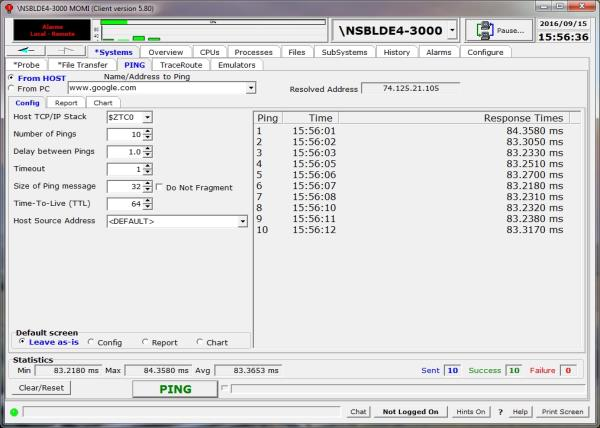 \NSBLDE4-3000 MOMI (Client version 5.80)
Alarms
Local - Remote
\NSBLDE4-3000
Pause...
2016/09/15
15:56:36
*Systems Overview CPUs Processes Files SubSystems History Alarms Configure
*Probe *File Transfer PING TraceRoute Emulators
From HOST Name/Address to Ping
From PC www.google.com Resolved Address 74.125.21.105
Config Report Chart
Host TCP/IP Stack $ZTC0
Number of Pings 10
Delay between Pings 1.0
Timeout 1
Size of Ping message 32 Do Not Fragment
Time-To-Live (TTL) 64
Host Source Address <DEFAULT>
Ping Time Response Times
1 15:56:01 84.3580 ms
2 15:56:02 83.3050 ms
3 15:56:03 83.2330 ms
4 15:56:05 83.2510 ms
5 15:56:06 83.2700 ms
6 15:56:07 83.2180 ms
7 15:56:08 83.2310 ms
8 15:56:10 83.2320 ms
9 15:56:11 83.2380 ms
10 15:56:12 83.3170 ms
Default screen
Leave as-is Config Report Chart
Statistics
Min 83.2180 ms Max 84.3580 ms Avg 83.3653 ms Sent 10 Success 10 Failure 0
Clear/Reset PING
Chat Not Logged On Hints On ? Help Print Screen